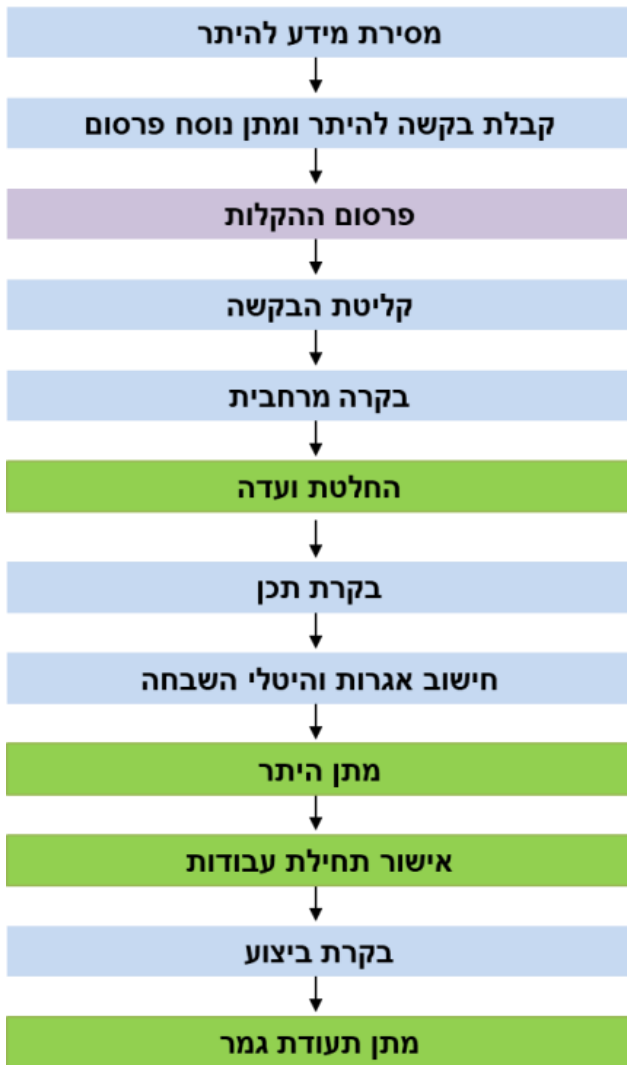 מסירת מידע להיתר
קבלת בקשה להיתר ומתן נוסח פרסום
פרסום ההקלות
קליטת הבקשה
בקרה מרחבית
החלטת ועדה
בקרת תכן
חישוב אגרות והיטלי השבחה
מתן היתר
אישור תחילת עבודות
בקרת ביצוע
מתן תעודת גמר